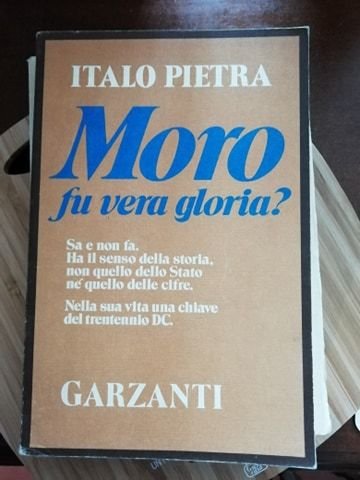 ITALO PIETRA
Moro
fu vera gloria?
Sa e non fa.
Ha il senso della storia,
non quello dello Stato
né quello delle cifre.
Nella sua vita una chiave
del trentennio DC.
GARZANTI